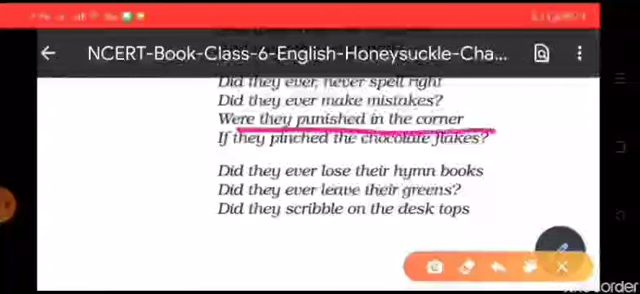 NCERT-Book-Class-6-English-Honeysuckle-Cha...
Did they ever, never spell right
Did they ever make mistakes?
Were they punished in the corner
If they pinched the chocolate flakes?
Did they ever lose their hymn books
Did they ever leave their greens?
Did they scribble on the desk tops